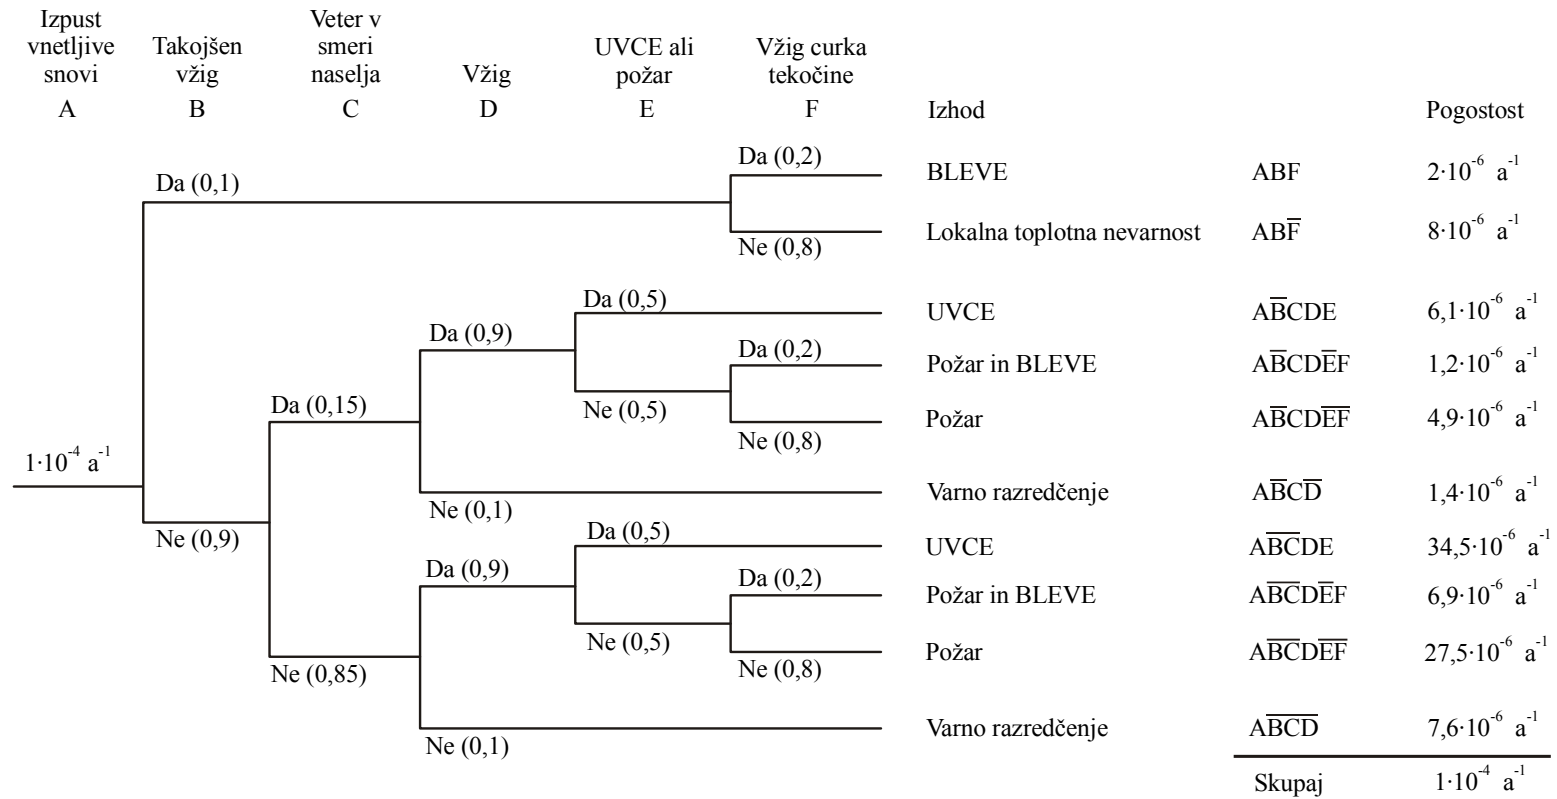 Izpust
vnetljive
snovi
A
Takojšen
vžig
B
Veter v
smeri
naselja
C
Vžig
D
UVCE ali
požar
E
Vžig curka
tekočine
F
Izhod
Pogostost
Da (0,1)
Da (0,2)
BLEVE ABF 2·10⁻⁶ a⁻¹
Ne (0,8)
Lokalna toplotna nevarnost ABF̅ 8·10⁻⁶ a⁻¹
Da (0,5)
UVCE AB̅CDE 6,1·10⁻⁶ a⁻¹
Da (0,9)
Da (0,2)
Požar in BLEVE AB̅CDE̅F 1,2·10⁻⁶ a⁻¹
Da (0,15)
Ne (0,5)
Požar AB̅CDE̅F̅ 4,9·10⁻⁶ a⁻¹
Ne (0,8)
1·10⁻⁴ a⁻¹
Varno razredčenje AB̅CD̅ 1,4·10⁻⁶ a⁻¹
Ne (0,1)
Ne (0,9)
Da (0,5)
UVCE AB̅C̅DE 34,5·10⁻⁶ a⁻¹
Da (0,9)
Da (0,2)
Požar in BLEVE AB̅C̅DE̅F 6,9·10⁻⁶ a⁻¹
Ne (0,5)
Požar AB̅C̅DE̅F̅ 27,5·10⁻⁶ a⁻¹
Ne (0,85)
Ne (0,8)
Varno razredčenje AB̅C̅D̅ 7,6·10⁻⁶ a⁻¹
Ne (0,1)
Skupaj 1·10⁻⁴ a⁻¹